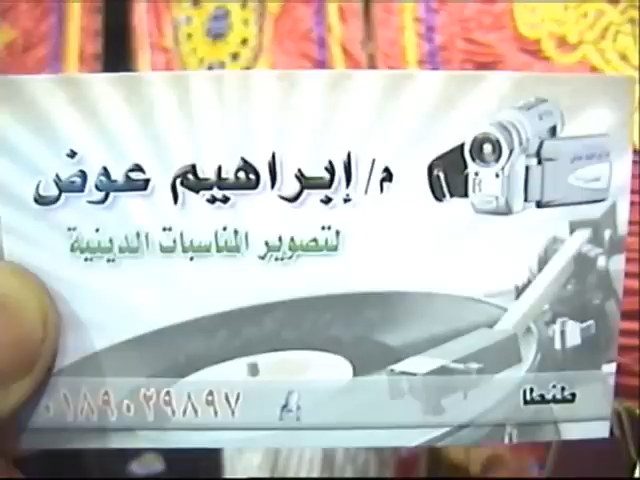 م/ إبراهيم عوض
لتصوير المناسبات الدينية
طنطا
٠١٨٩٠٢٩٨٩٧